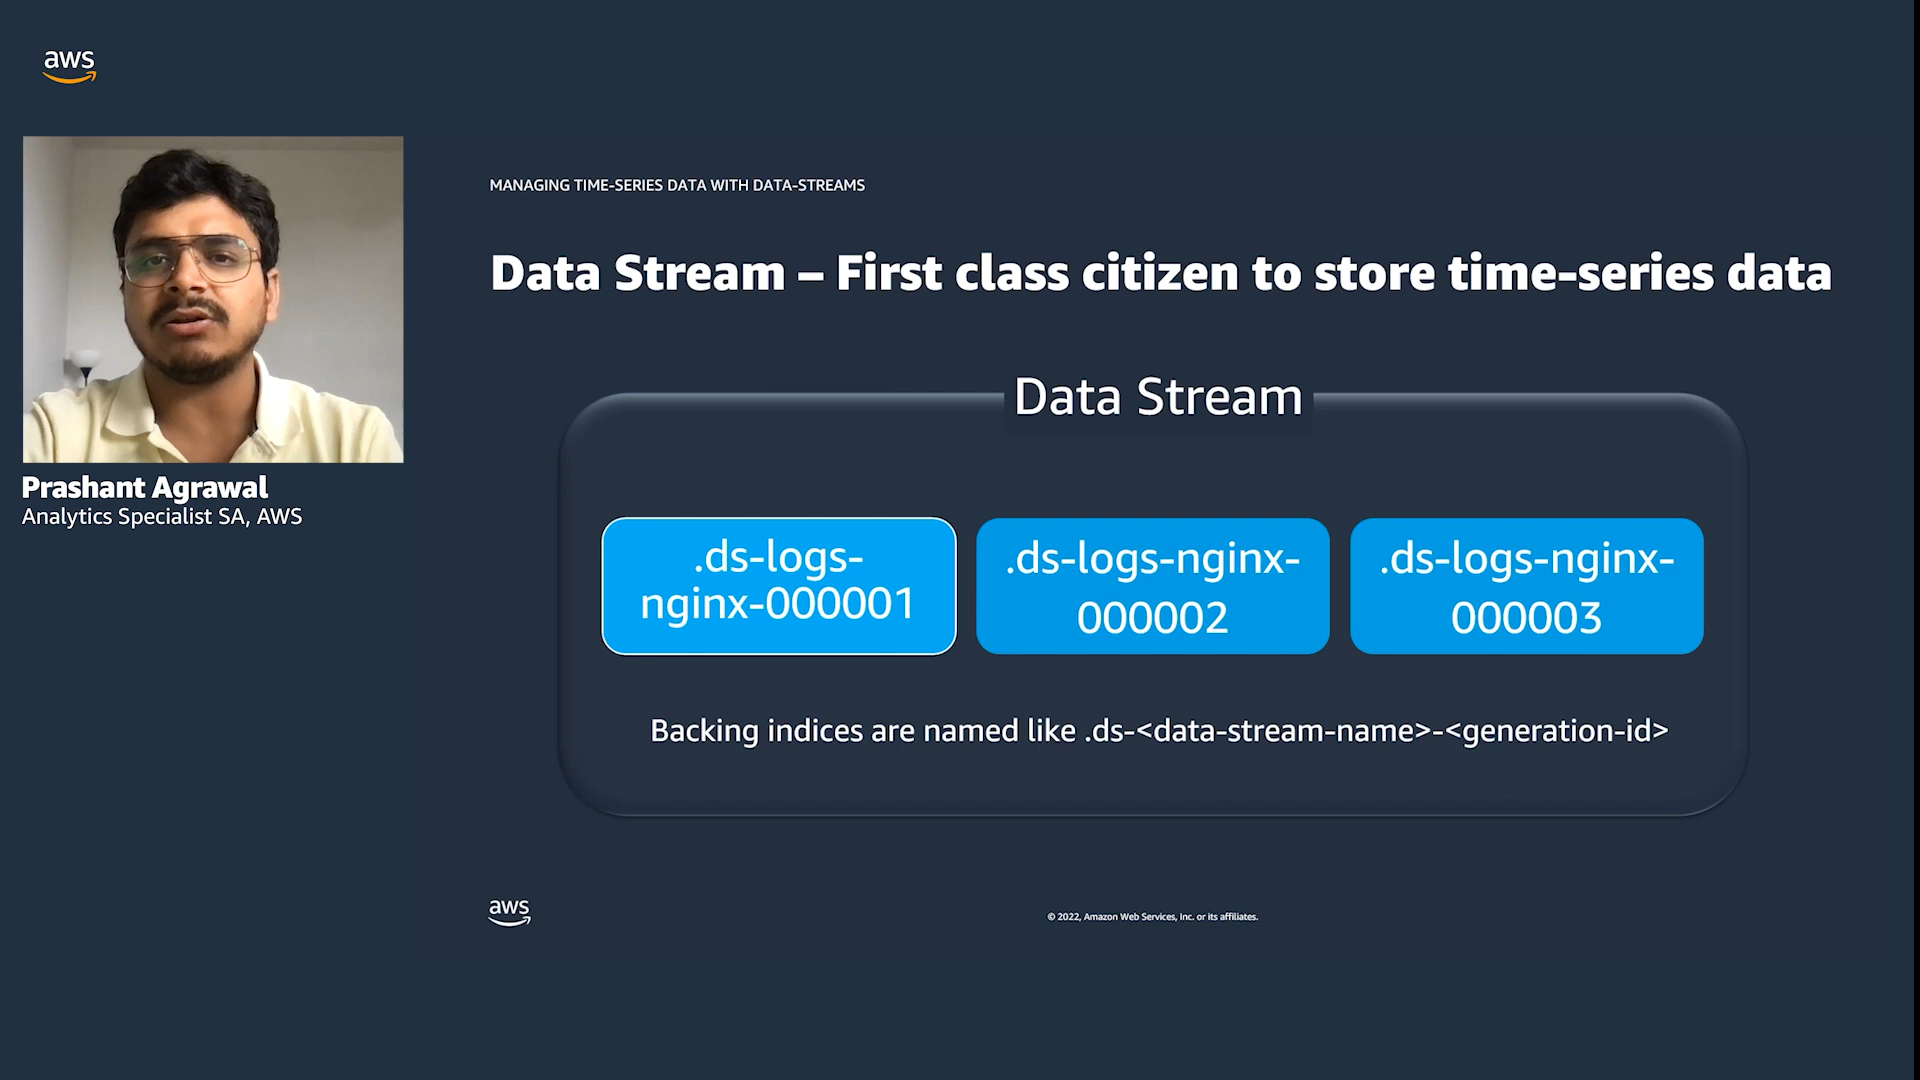 aws
Prashant Agrawal
Analytics Specialist SA, AWS
MANAGING TIME-SERIES DATA WITH DATA-STREAMS
Data Stream – First class citizen to store time-series data
Data Stream
.ds-logs-
nginx-000001
.ds-logs-nginx-
000002
.ds-logs-nginx-
000003
Backing indices are named like .ds-<data-stream-name>-<generation-id>
aws
© 2022, Amazon Web Services, Inc. or its affiliates.